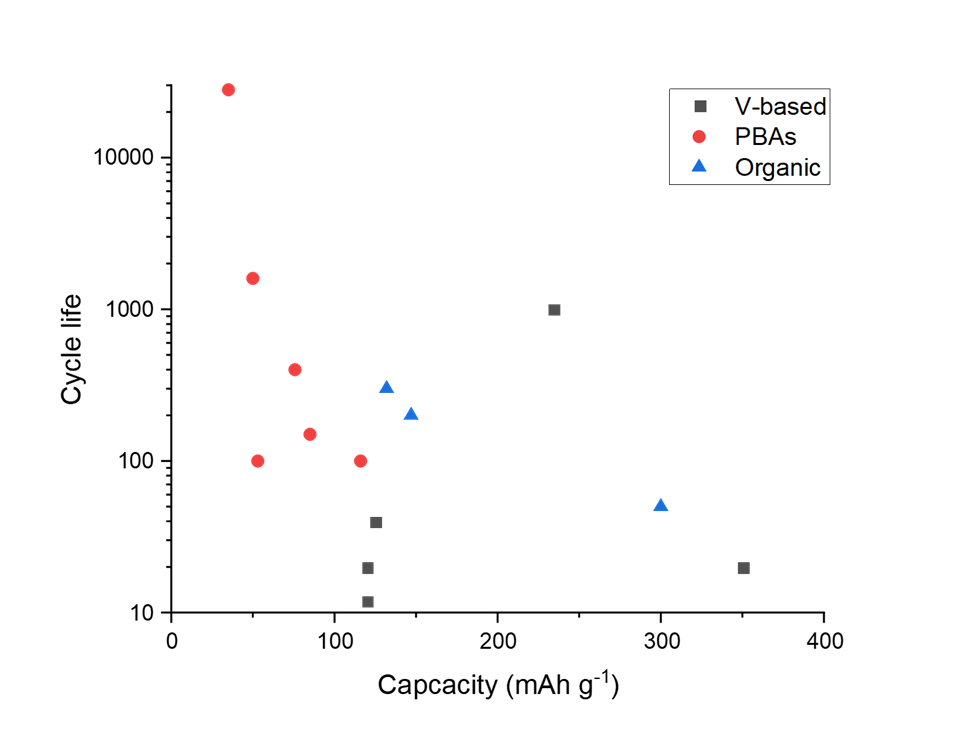 V-based
PBAs
Organic
10000
1000
100
10
Cycle life
0 100 200 300 400
Capcacity (mAh g⁻¹)